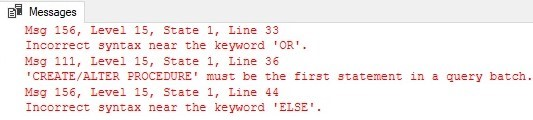 Messages
Msg 156, Level 15, State 1, Line 33
Incorrect syntax near the keyword 'OR'.
Msg 111, Level 15, State 1, Line 36
'CREATE/ALTER PROCEDURE' must be the first statement in a query batch.
Msg 156, Level 15, State 1, Line 44
Incorrect syntax near the keyword 'ELSE'.